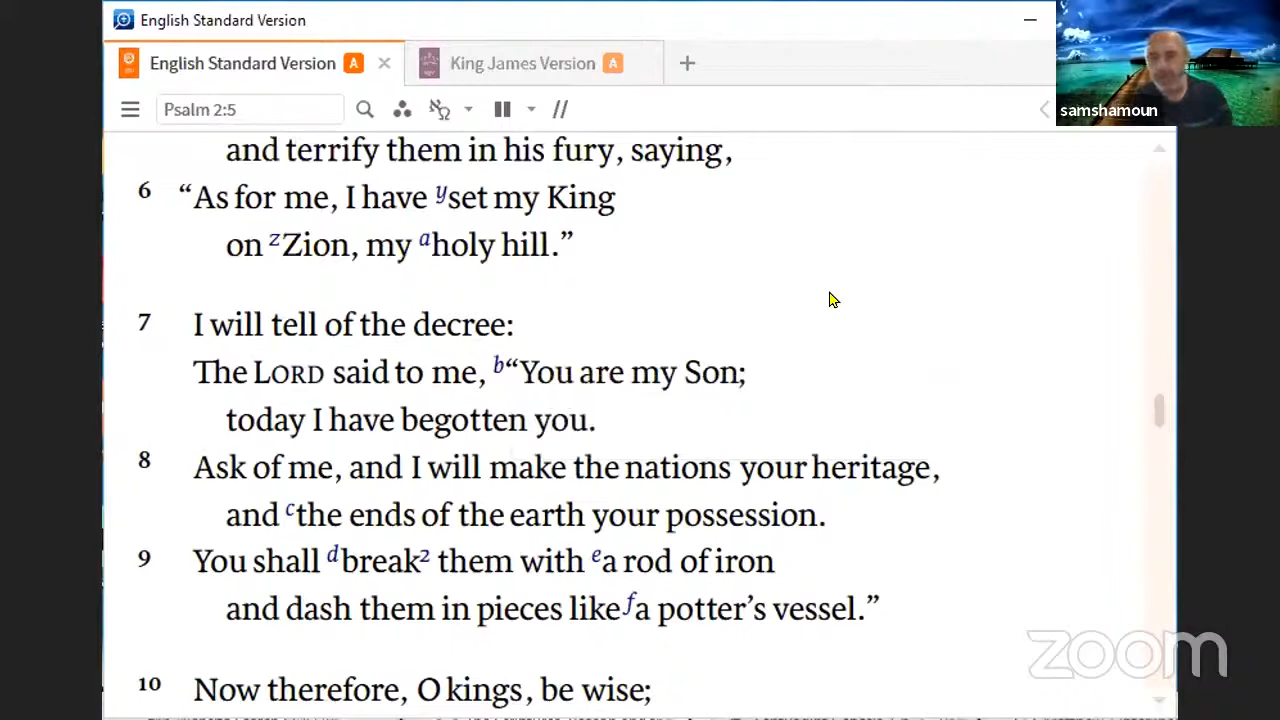 English Standard Version
samshamoun
English Standard Version A
King James Version A
Psalm 2:5
and terrify them in his fury, saying,
6 “As for me, I have y set my King
on z Zion, my a holy hill.”
7 I will tell of the decree:
The LORD said to me, b “You are my Son;
today I have begotten you.
8 Ask of me, and I will make the nations your heritage,
and c the ends of the earth your possession.
9 You shall d break 2 them with e a rod of iron
and dash them in pieces like f a potter’s vessel.”
10 Now therefore, O kings, be wise;
zoom